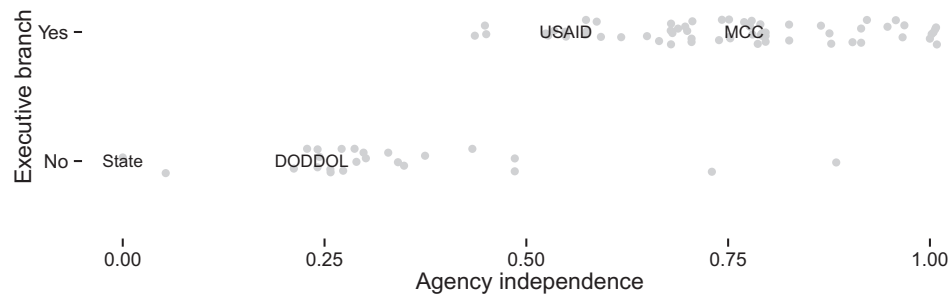 Executive branch
Yes
USAID MCC
No
State DODDOL
0.00 0.25 0.50 0.75 1.00
Agency independence